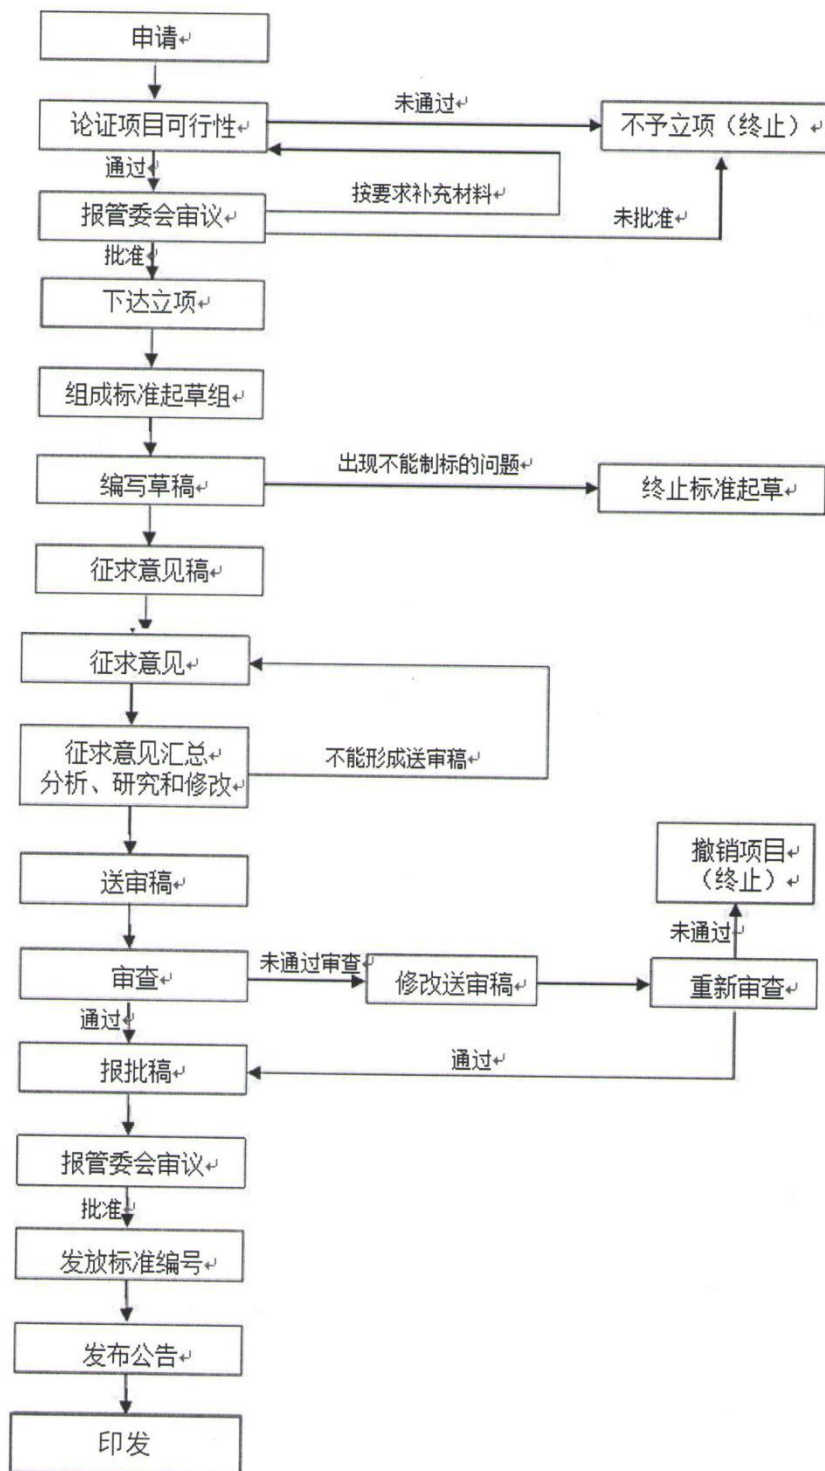 申请
未通过
论证项目可行性
不予立项（终止）
通过
按要求补充材料
报管委会审议
未批准
批准
下达立项
组成标准起草组
出现不能制标的问题
编写草稿
终止标准起草
征求意见稿
征求意见
征求意见汇总
分析、研究和修改
不能形成送审稿
撤销项目
（终止）
送审稿
未通过
未通过审查
审查
修改送审稿
重新审查
通过
通过
报批稿
报管委会审议
批准
发放标准编号
发布公告
印发